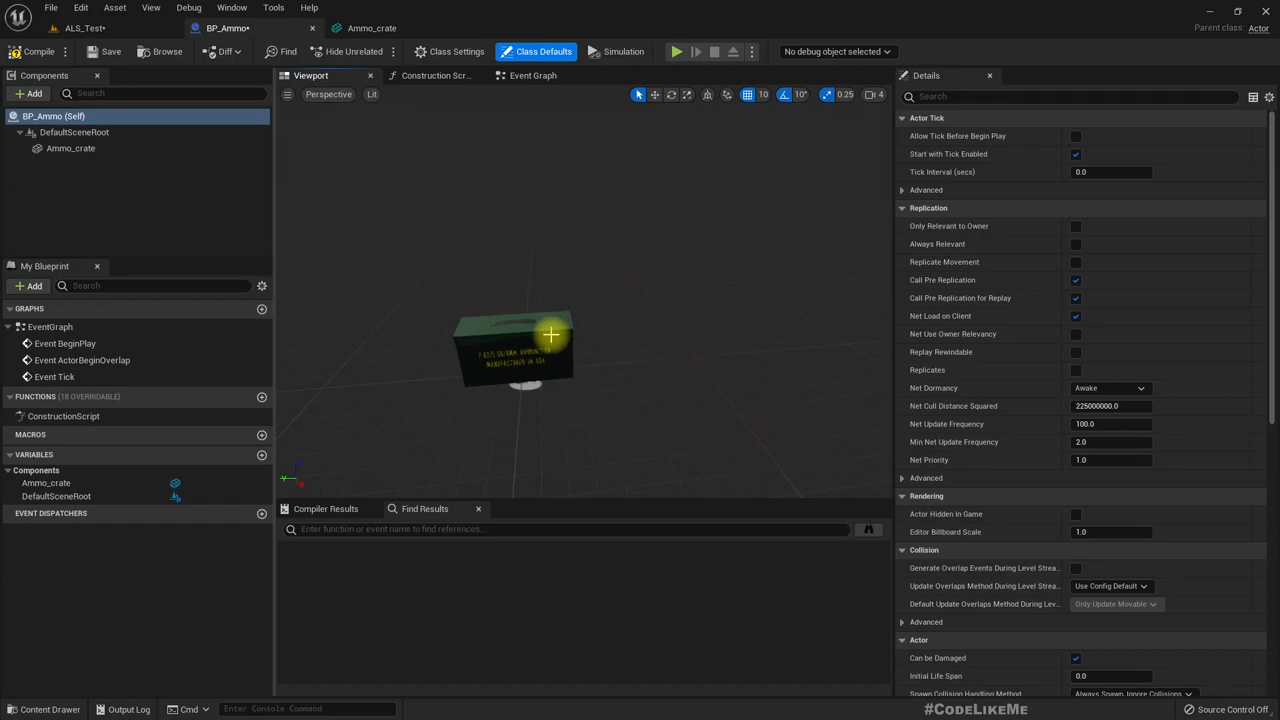 File Edit Asset View Debug Window Tools Help
ALS_Test* BP_Ammo* Ammo_crate
Parent class: Actor
Compile Save Browse Diff Find Hide Unrelated Class Settings Class Defaults Simulation No debug object selected
Components
Add Search
BP_Ammo (Self)
DefaultSceneRoot
Ammo_crate
My Blueprint
Add Search
GRAPHS
EventGraph
Event BeginPlay
Event ActorBeginOverlap
Event Tick
FUNCTIONS (18 OVERRIDABLE)
ConstructionScript
MACROS
VARIABLES
Components
Ammo_crate
DefaultSceneRoot
EVENT DISPATCHERS
Viewport Construction Scr... Event Graph
Perspective Lit 10 10° 0.25 4
7.62/5.56/8MM AMMUNITION
MANUFACTURED IN USA
Compiler Results Find Results
Enter function or event name to find references...
Details
Search
Actor Tick
Allow Tick Before Begin Play
Start with Tick Enabled
Tick Interval (secs) 0.0
Advanced
Replication
Only Relevant to Owner
Always Relevant
Replicate Movement
Call Pre Replication
Call Pre Replication for Replay
Net Load on Client
Net Use Owner Relevancy
Replay Rewindable
Replicates
Net Dormancy Awake
Net Cull Distance Squared 225000000.0
Net Update Frequency 100.0
Min Net Update Frequency 2.0
Net Priority 1.0
Advanced
Rendering
Actor Hidden In Game
Editor Billboard Scale 1.0
Collision
Generate Overlap Events During Level Strea...
Update Overlaps Method During Level Strea... Use Config Default
Default Update Overlaps Method During Lev... Only Update Movable
Advanced
Actor
Can be Damaged
Initial Life Span 0.0
Spawn Collision Handling Method Always Spawn, Ignore Collisions
Content Drawer Output Log Cmd Enter Console Command
#CodeLikeMe
Source Control Off